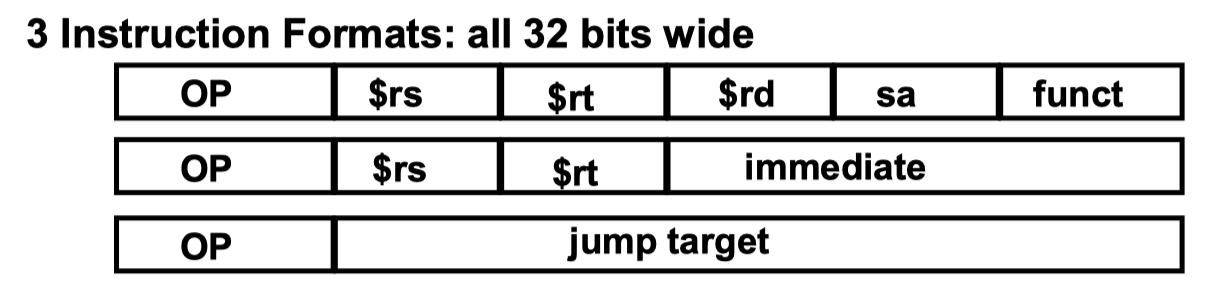 3 Instruction Formats: all 32 bits wide
OP $rs $rt $rd sa funct
OP $rs $rt immediate
OP jump target